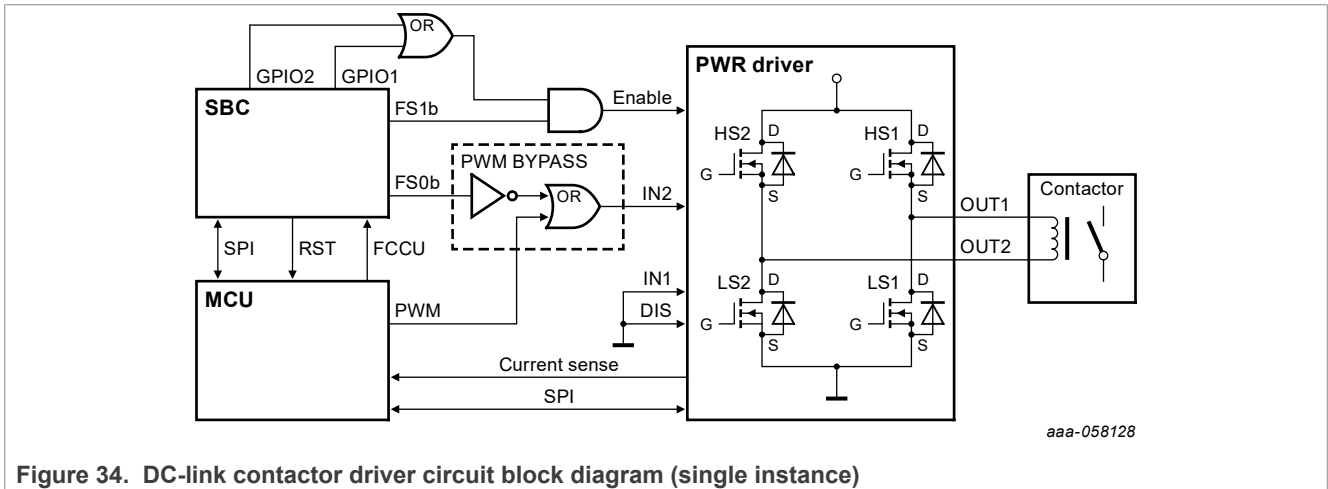 OR
GPIO2 GPIO1
SBC
FS1b
Enable
PWM BYPASS
FS0b
OR
IN2
SPI
RST
FCCU
MCU
PWM
IN1
DIS
Current sense
SPI
PWR driver
HS2
D
G
S
HS1
D
G
S
LS2
D
G
S
LS1
D
G
S
OUT1
OUT2
Contactor
aaa-058128
Figure 34. DC-link contactor driver circuit block diagram (single instance)